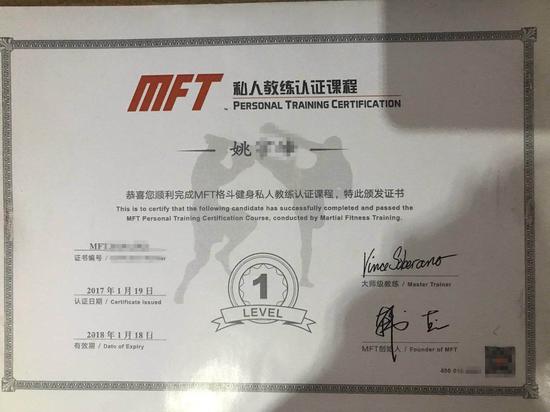 MFT 私人教练认证课程
™ PERSONAL TRAINING CERTIFICATION
姚
恭喜您顺利完成MFT格斗健身私人教练认证课程，特此颁发证书
This is to certify that the following candidate has successfully completed and passed the
MFT Personal Training Certification Course, conducted by Martial Fitness Training.
MFT
证书编号 /
2017 年 1 月 19 日
认证日期 / Certificate Issued
2018 年 1 月 18 日
有效期 / Date of Expiry
1
LEVEL
Vince Soberano
大师级教练 / Master Trainer
MFT创始人 / Founder of MFT